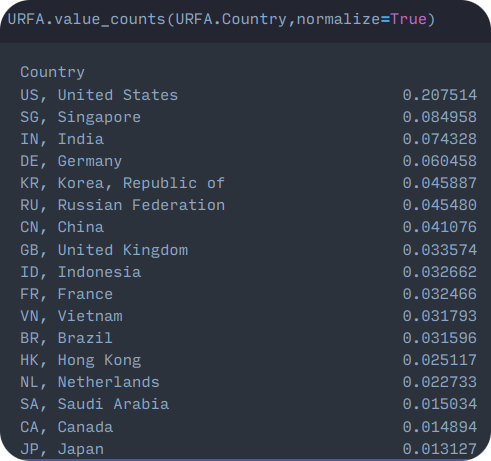 URFA.value_counts(URFA.Country,normalize=True)
Country
US, United States 0.207514
SG, Singapore 0.084958
IN, India 0.074328
DE, Germany 0.060458
KR, Korea, Republic of 0.045887
RU, Russian Federation 0.045480
CN, China 0.041076
GB, United Kingdom 0.033574
ID, Indonesia 0.032662
FR, France 0.032466
VN, Vietnam 0.031793
BR, Brazil 0.031596
HK, Hong Kong 0.025117
NL, Netherlands 0.022733
SA, Saudi Arabia 0.015034
CA, Canada 0.014894
JP, Japan 0.013127